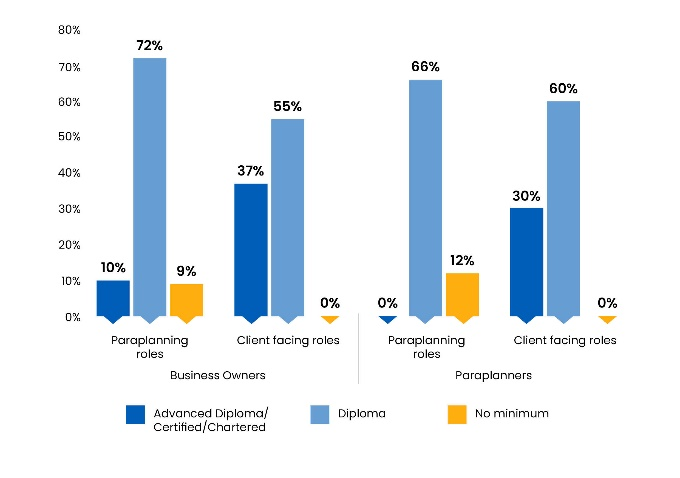 80%
70%
60%
50%
40%
30%
20%
10%
0%
10%
72%
9%
37%
55%
0%
0%
66%
12%
30%
60%
0%
Paraplanning
roles
Client facing roles
Paraplanning
roles
Client facing roles
Business Owners
Paraplanners
Advanced Diploma/
Certified/Chartered
Diploma
No minimum